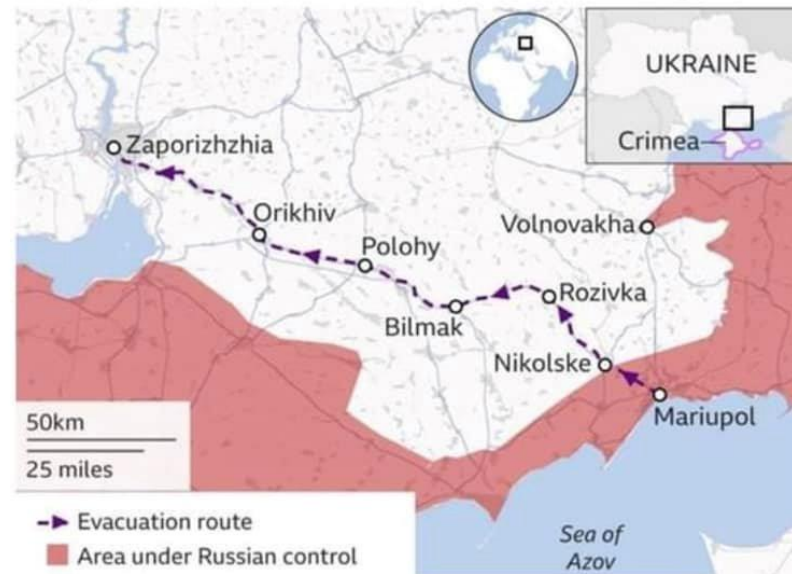 UKRAINE
Crimea
Zaporizhzhia
Orikhiv
Volnovakha
Polohy
Rozivka
Bilmak
Nikolske
Mariupol
50km
25 miles
Evacuation route
Area under Russian control
Sea of
Azov